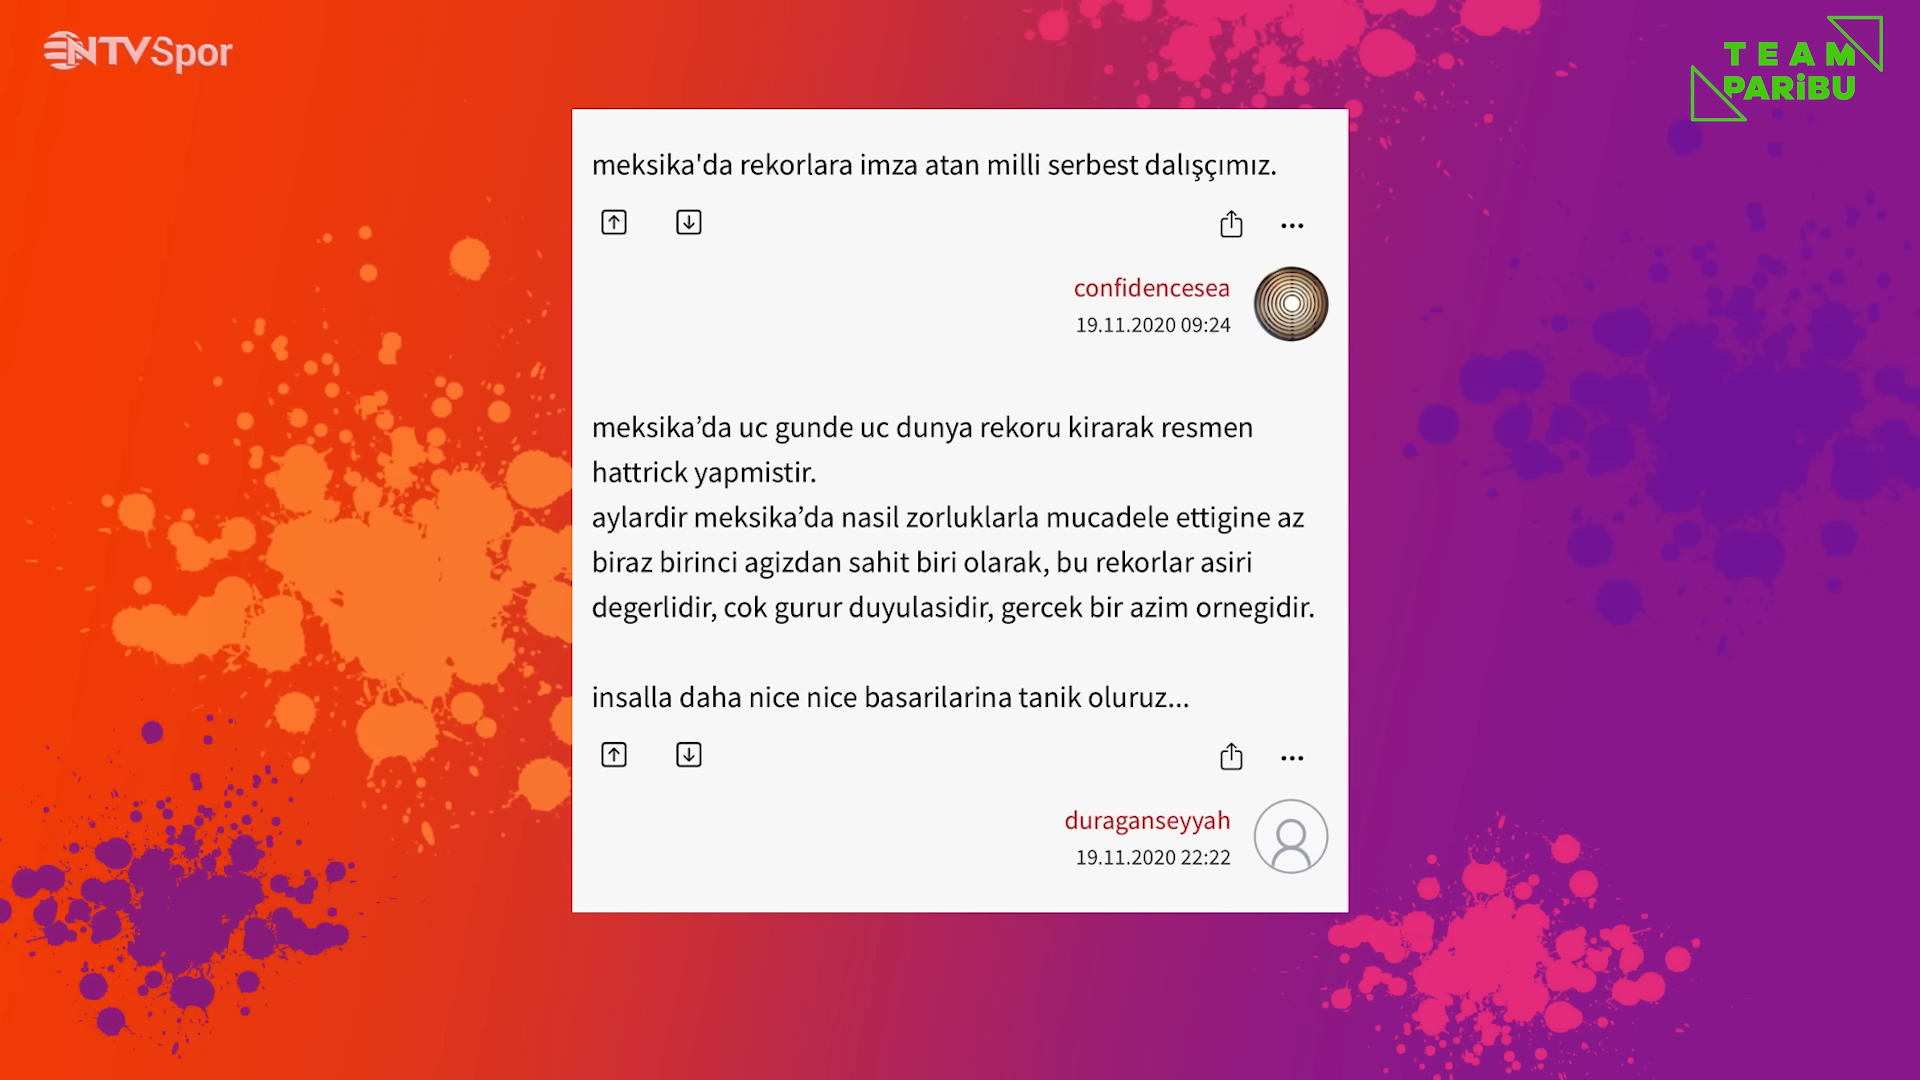 NTVSpor
TEAM
PARiBU
meksika'da rekorlara imza atan milli serbest dalışçımız.
confidencesea
19.11.2020 09:24
meksika’da uc gunde uc dunya rekoru kirarak resmen
hattrick yapmistir.
aylardir meksika’da nasil zorluklarla mucadele ettigine az
biraz birinci agizdan sahit biri olarak, bu rekorlar asiri
degerlidir, cok gurur duyulasidir, gercek bir azim ornegidir.
insalla daha nice nice basarilarina tanik oluruz...
duraganseyyah
19.11.2020 22:22